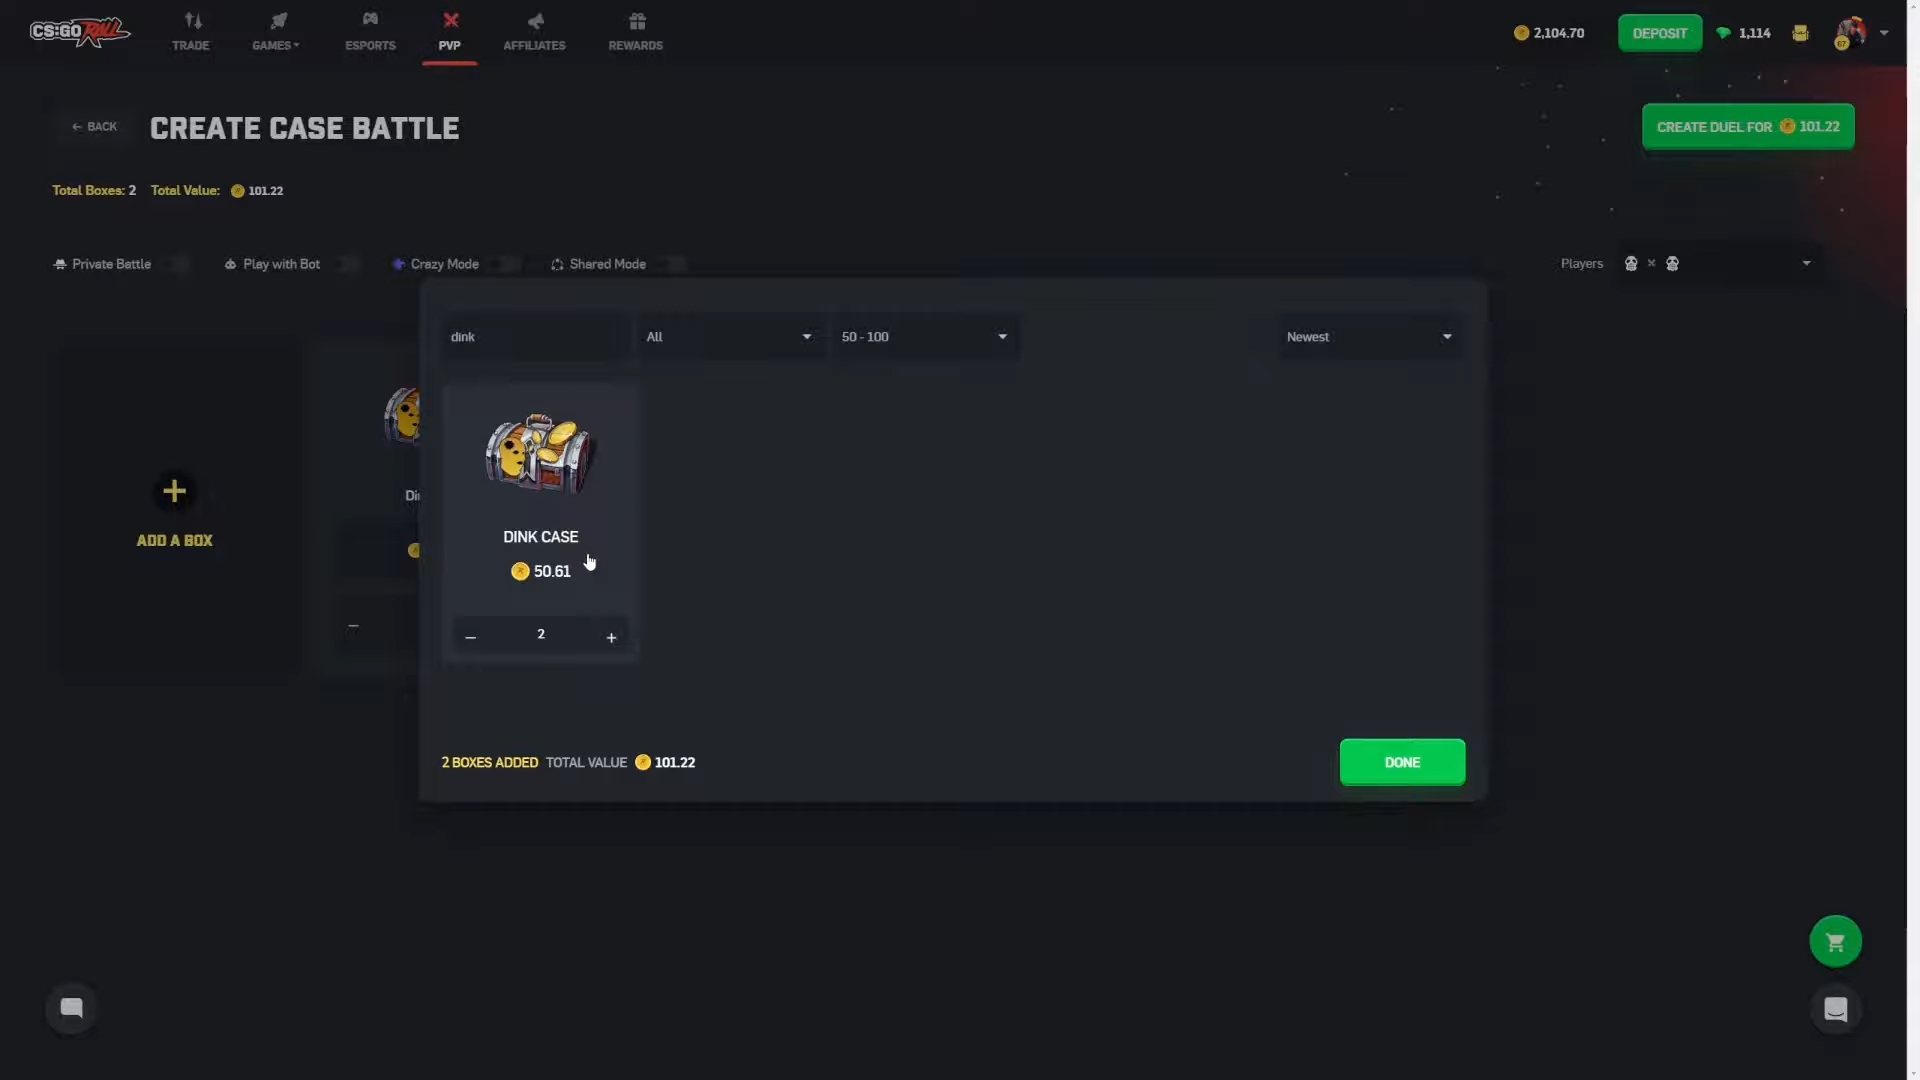 CS:GO ROLL
TRADE
GAMES
ESPORTS
PVP
AFFILIATES
REWARDS
2,104.70
DEPOSIT
1,114
67
← BACK
CREATE CASE BATTLE
CREATE DUEL FOR 101.22
Total Boxes: 2 Total Value: 101.22
Private Battle
Play with Bot
Crazy Mode
Shared Mode
Players
dink
All
50 - 100
Newest
ADD A BOX
Di
DINK CASE
50.61
– 2 +
2 BOXES ADDED TOTAL VALUE 101.22
DONE